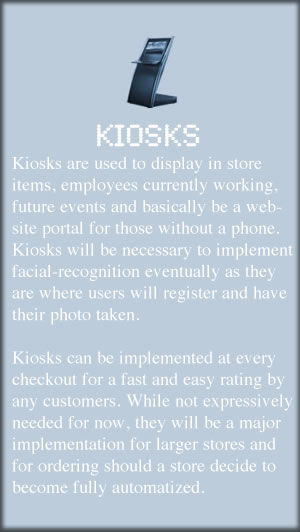 KIOSKS
Kiosks are used to display in store
items, employees currently working,
future events and basically be a web-
site portal for those without a phone.
Kiosks will be necessary to implement
facial-recognition eventually as they
are where users will register and have
their photo taken.
Kiosks can be implemented at every
checkout for a fast and easy rating by
any customers. While not expressively
needed for now, they will be a major
implementation for larger stores and
for ordering should a store decide to
become fully automatized.